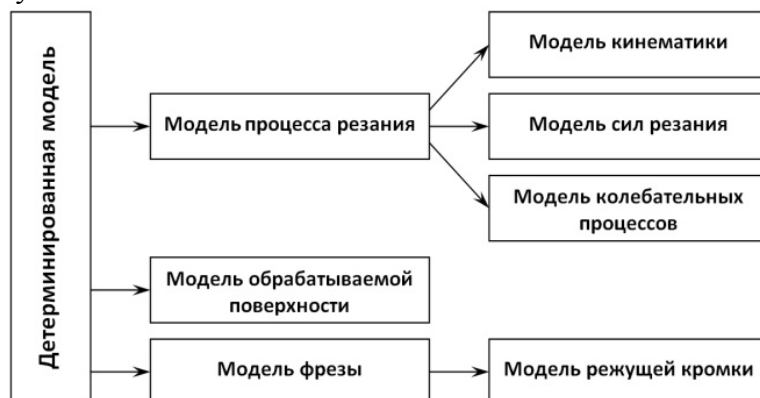 у
Детерминированная модель
Модель процесса резания
Модель кинематики
Модель сил резания
Модель колебательных
процессов
Модель обрабатываемой
поверхности
Модель фрезы
Модель режущей кромки